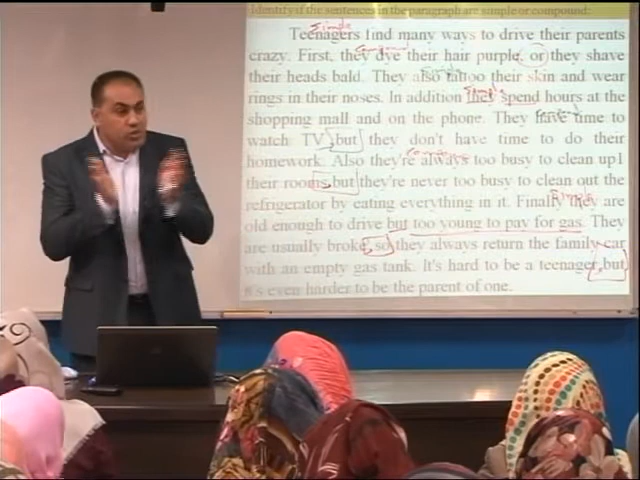 Identify if the sentences in the paragraph are simple or compound:
Simple
Teenagers find many ways to drive their parents
crazy. First, they dye their hair purple, or they shave
Compound
their heads bald. They also tattoo their skin and wear
rings in their noses. In addition they spend hours at the
shopping mall and on the phone. They have time to
watch TV, but they don't have time to do their
homework. Also they're always too busy to clean up
their rooms, but they're never too busy to clean out the
refrigerator by eating everything in it. Finally they are
old enough to drive but too young to pay for gas. They
are usually broke, so they always return the family car
with an empty gas tank. It's hard to be a teenager, but
it's even harder to be the parent of one.